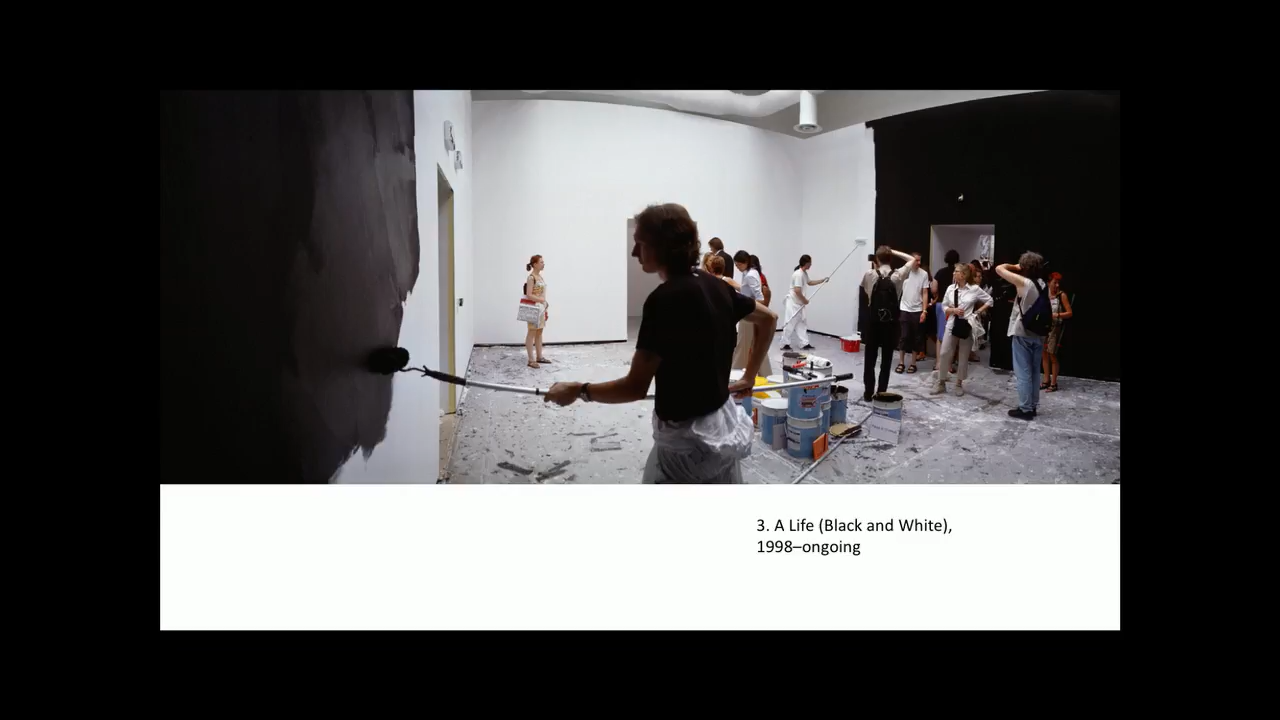 3. A Life (Black and White),
1998–ongoing